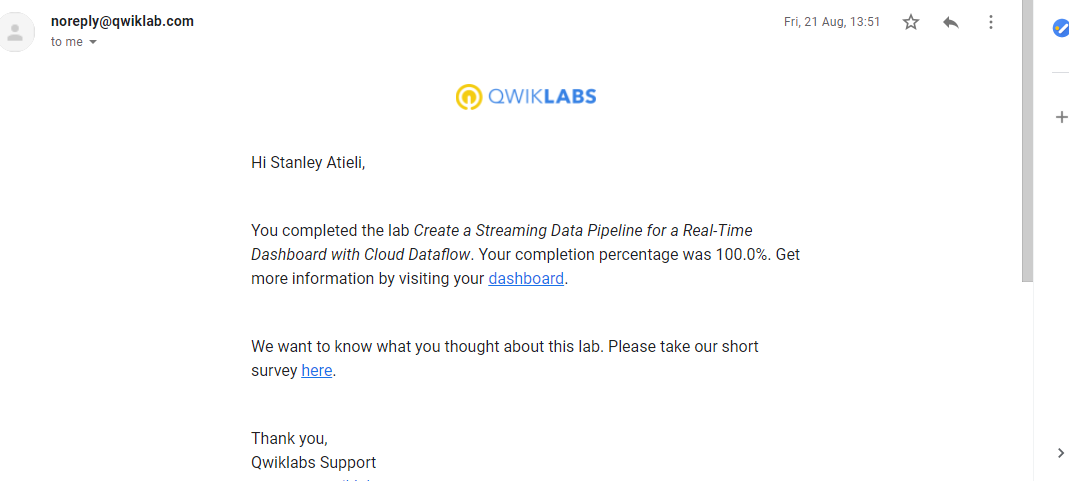 noreply@qwiklab.com
Fri, 21 Aug, 13:51
to me
QWIKLABS
Hi Stanley Atieli,
You completed the lab Create a Streaming Data Pipeline for a Real-Time
Dashboard with Cloud Dataflow. Your completion percentage was 100.0%. Get
more information by visiting your dashboard.
We want to know what you thought about this lab. Please take our short
survey here.
Thank you,
Qwiklabs Support